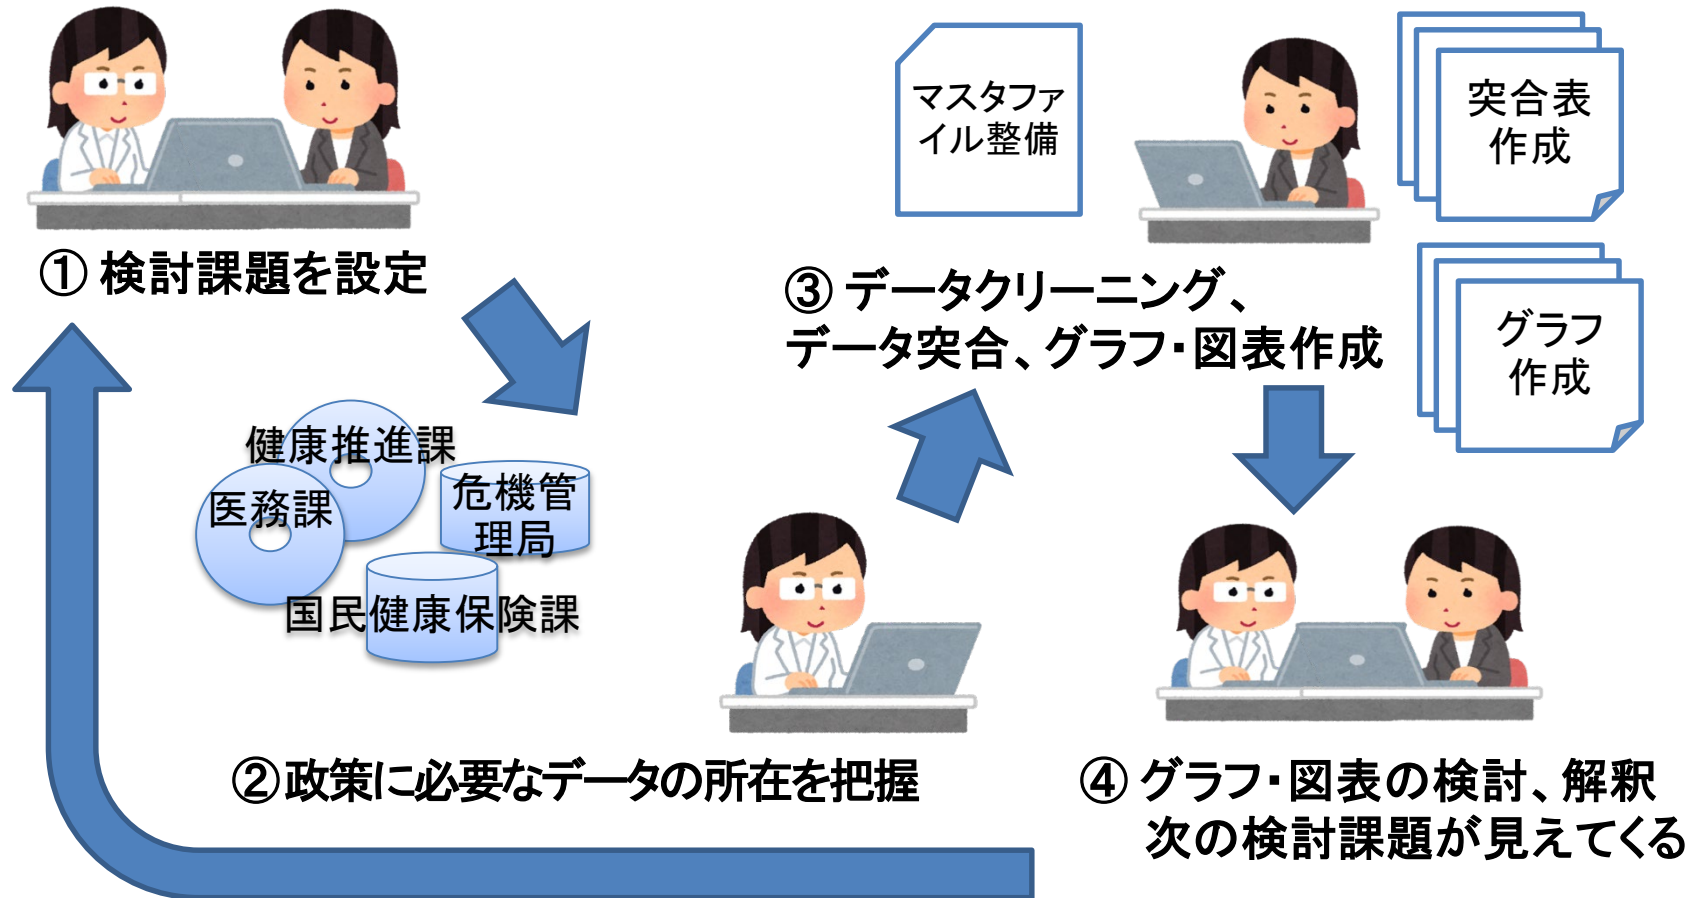 ① 検討課題を設定
健康推進課
医務課
危機管
理局
国民健康保険課
②政策に必要なデータの所在を把握
マスタファ
イル整備
突合表
作成
グラフ
作成
③ データクリーニング、
データ突合、グラフ・図表作成
④ グラフ・図表の検討、解釈
次の検討課題が見えてくる